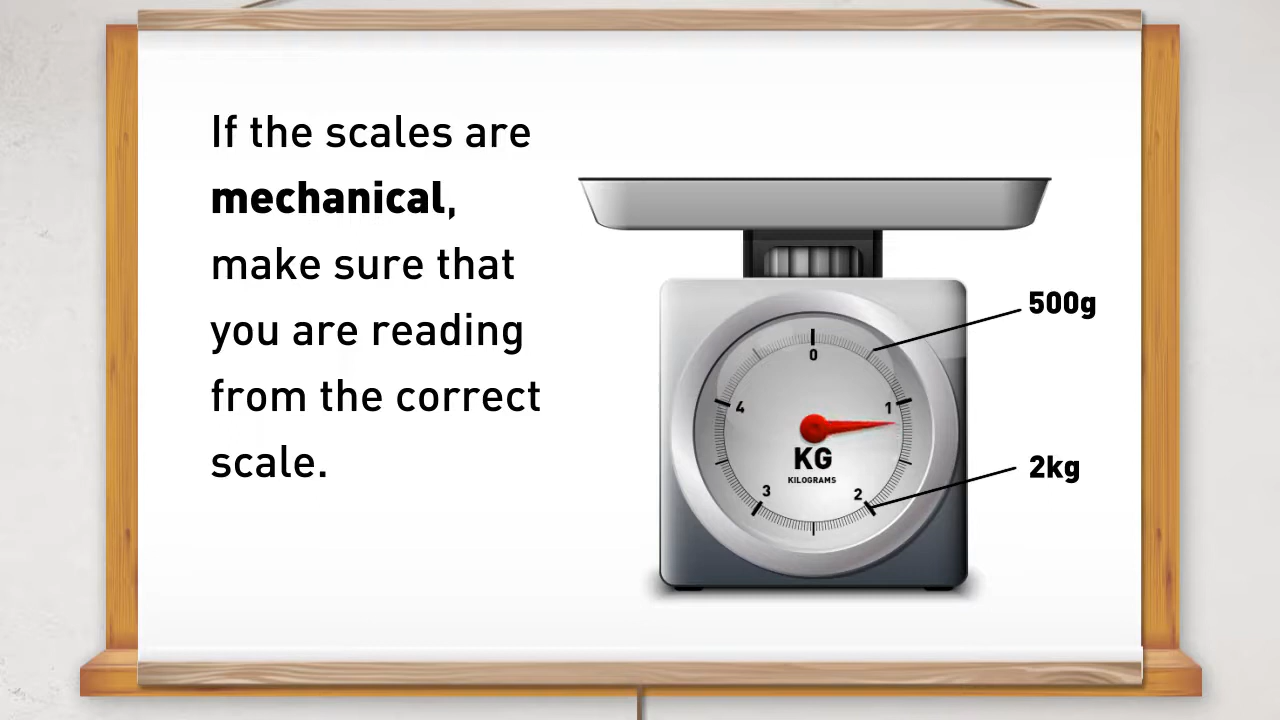 If the scales are
mechanical,
make sure that
you are reading
from the correct
scale.
500g
0
4
1
KG
KILOGRAMS
2kg
3
2